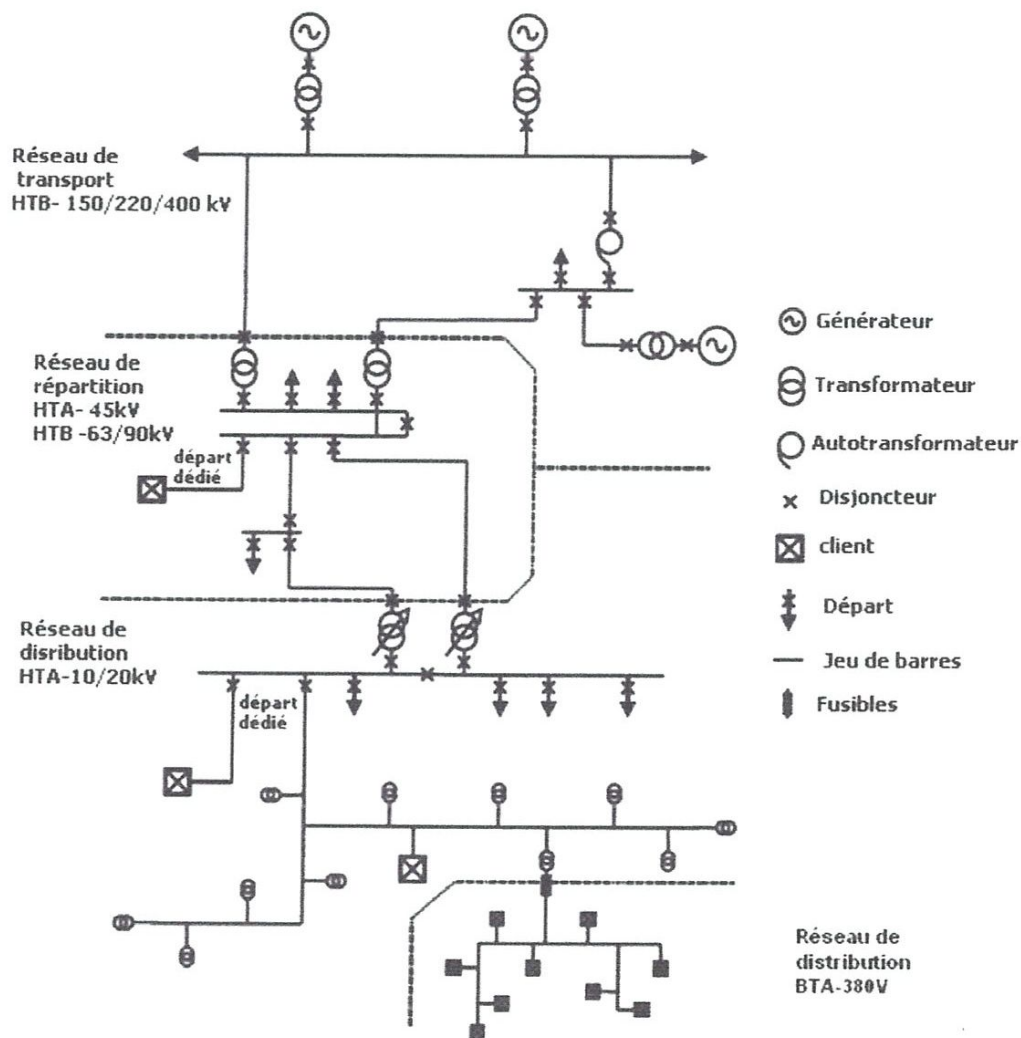 Réseau de
transport
HTB- 150/220/400 kV
Réseau de
répartition
HTA- 45kV
HTB -63/90kV
départ
dédié
Réseau de
disribution
HTA-10/20kV
départ
dédié
Générateur
Transformateur
Autotransformateur
Disjoncteur
client
Départ
Jeu de barres
Fusibles
Réseau de
distribution
BTA-380V